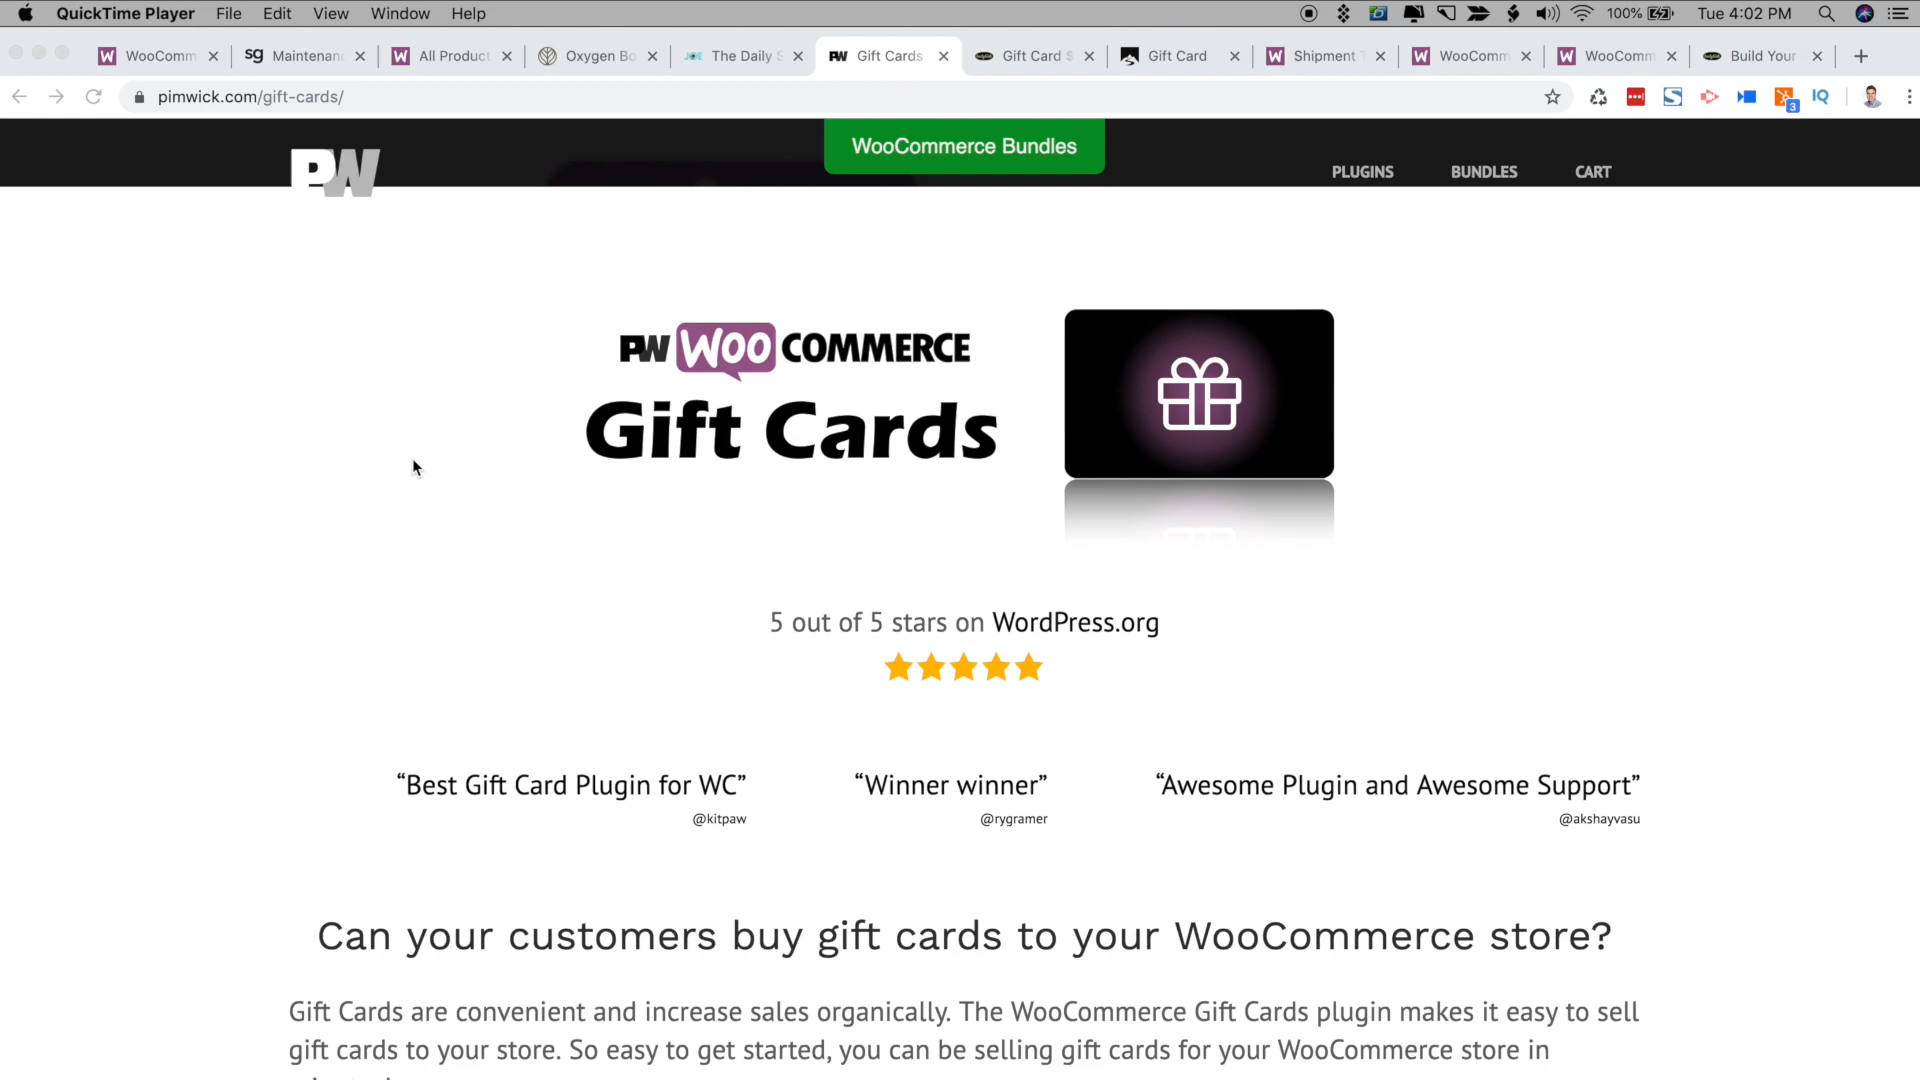 QuickTime Player File Edit View Window Help 100% Tue 4:02 PM
WooComm sg Maintenan All Product Oxygen Bo The Daily S Gift Cards Gift Card $ Gift Card Shipment T WooComm WooComm Build Your
pimwick.com/gift-cards/ IQ
3
WooCommerce Bundles
PW PLUGINS BUNDLES CART
PW WOO COMMERCE
Gift Cards
5 out of 5 stars on WordPress.org
“Best Gift Card Plugin for WC” “Winner winner” “Awesome Plugin and Awesome Support”
@kitpaw @rygramer @akshayvasu
Can your customers buy gift cards to your WooCommerce store?
Gift Cards are convenient and increase sales organically. The WooCommerce Gift Cards plugin makes it easy to sell
gift cards to your store. So easy to get started, you can be selling gift cards for your WooCommerce store in